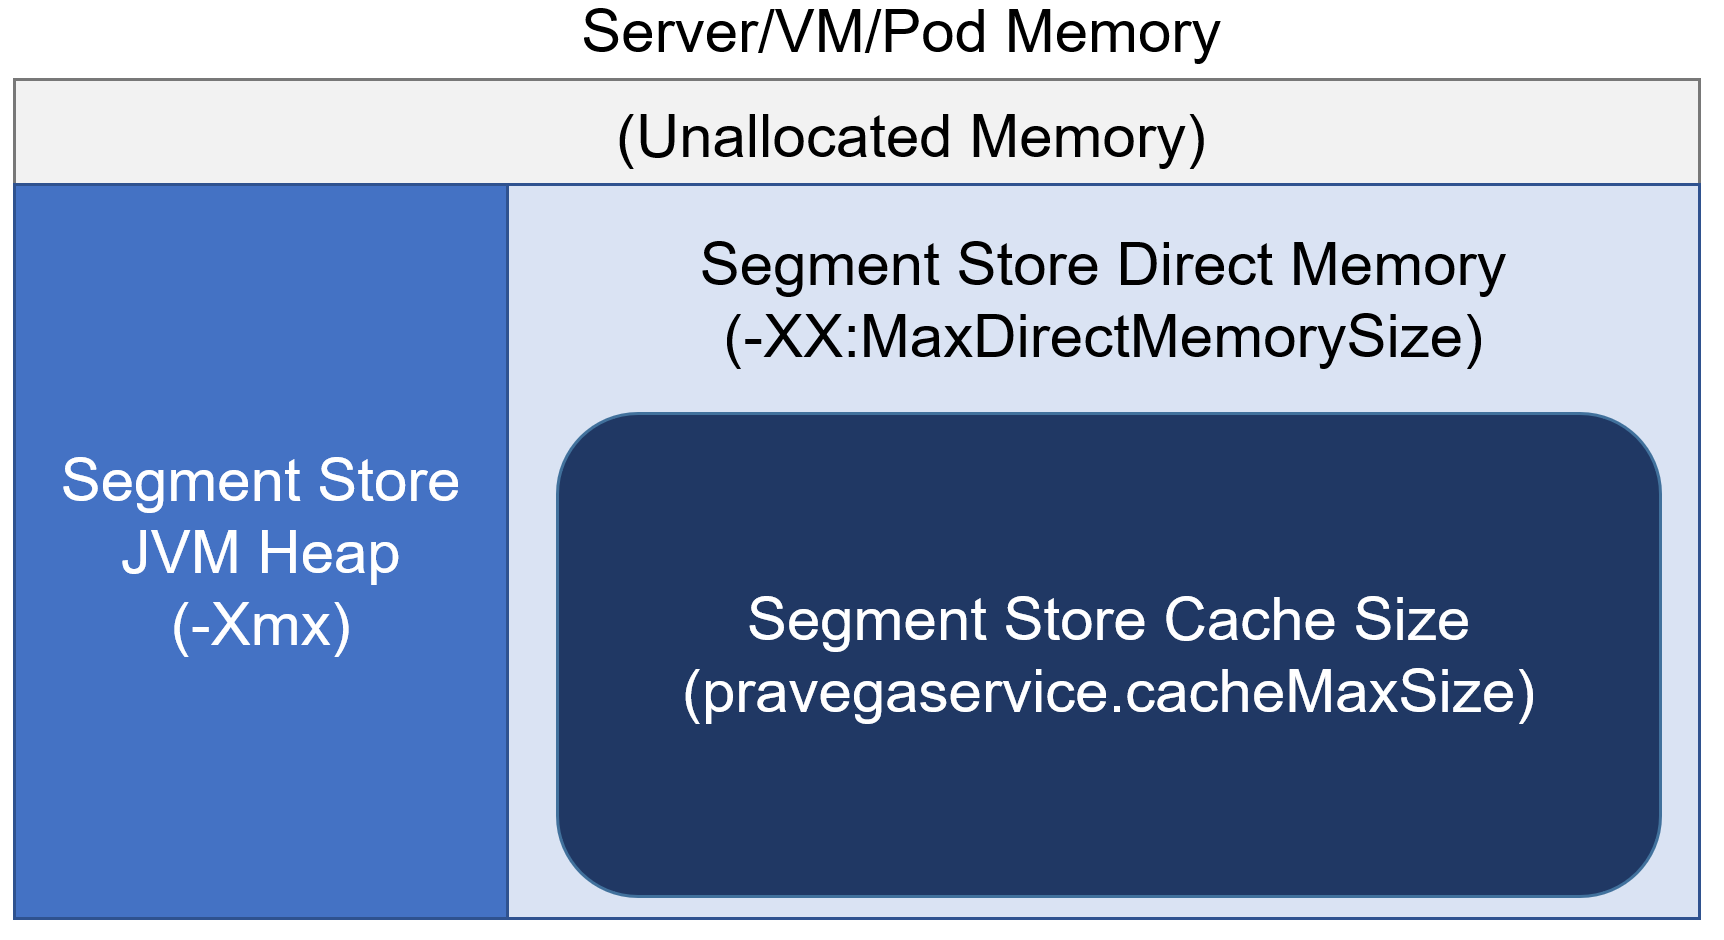 Server/VM/Pod Memory
(Unallocated Memory)
Segment Store Direct Memory
(-XX:MaxDirectMemorySize)
Segment Store
JVM Heap
(-Xmx)
Segment Store Cache Size
(pravegaservice.cacheMaxSize)